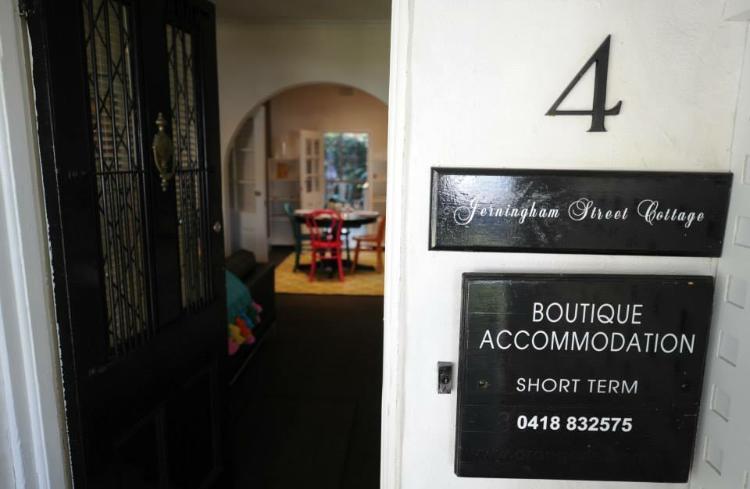 4
Jerningham Street Cottage
BOUTIQUE
ACCOMMODATION
SHORT TERM
0418 832575